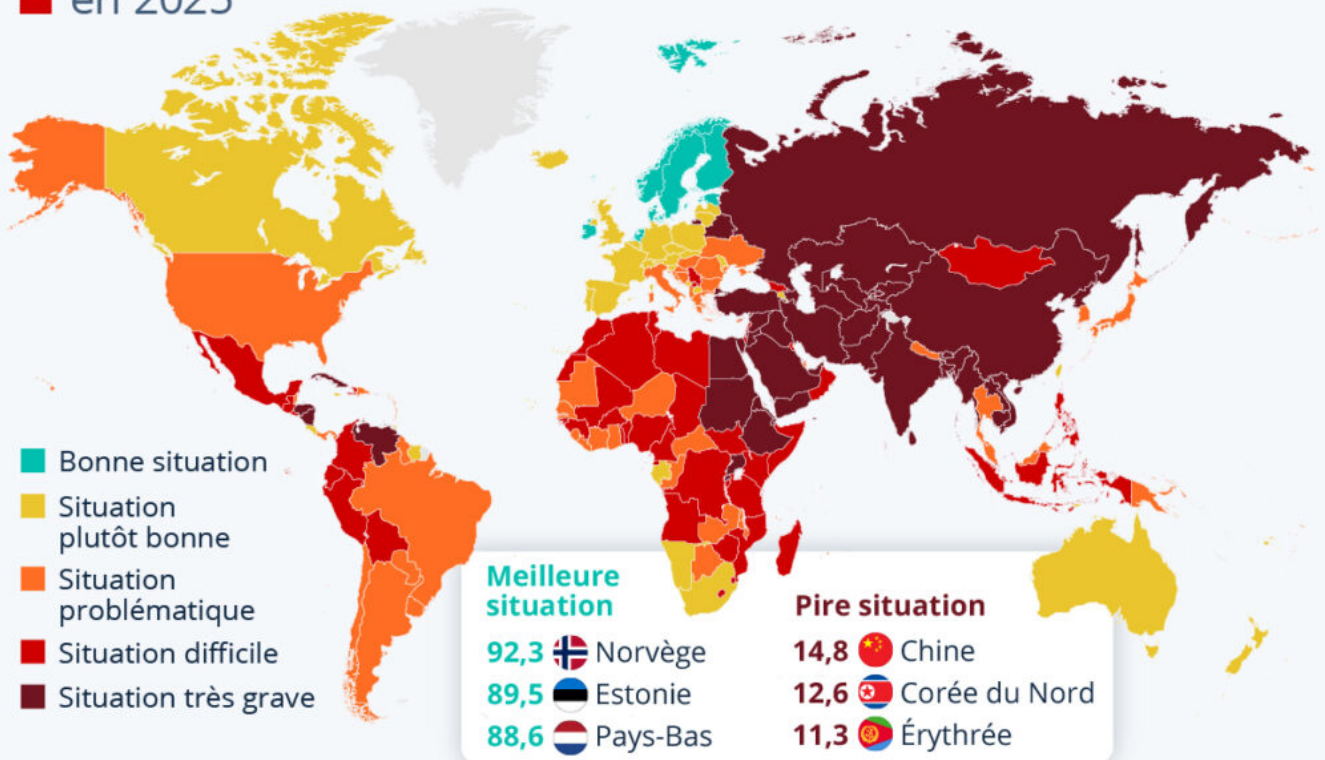 en 2025
Bonne situation
Situation
plutôt bonne
Situation
problématique
Situation difficile
Situation très grave
Meilleure
situation
92,3 Norvège
89,5 Estonie
88,6 Pays-Bas
Pire situation
14,8 Chine
12,6 Corée du Nord
11,3 Érythrée